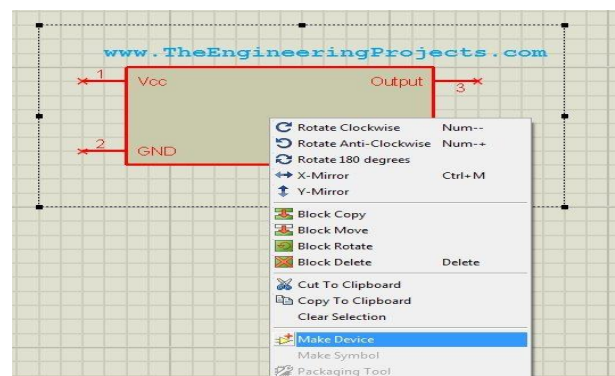 www.TheEngineeringProjects.com
1 Vcc Output 3
2 GND
Rotate Clockwise Num--
Rotate Anti-Clockwise Num-+
Rotate 180 degrees
X-Mirror Ctrl+M
Y-Mirror
Block Copy
Block Move
Block Rotate
Block Delete Delete
Cut To Clipboard
Copy To Clipboard
Clear Selection
Make Device
Make Symbol
Packaging Tool